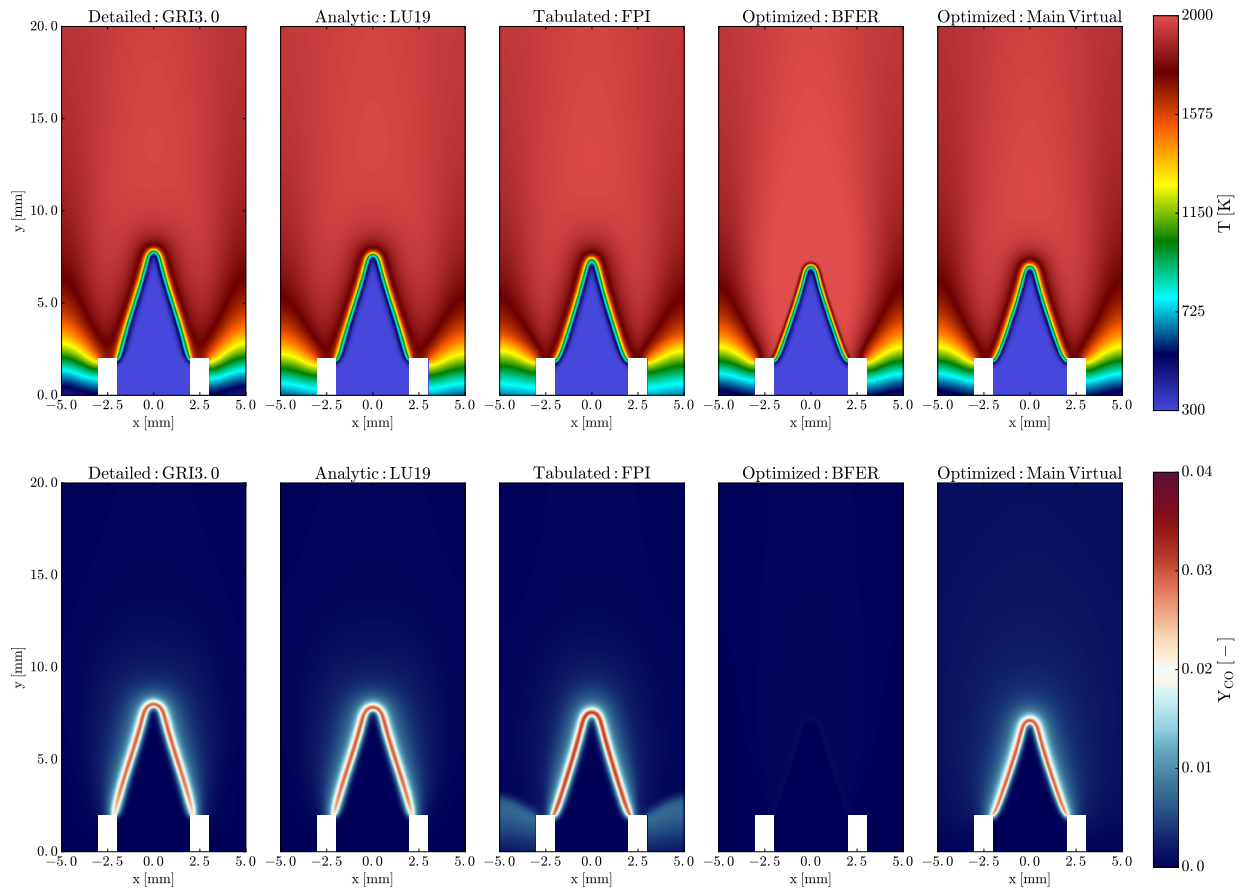 Detailed : GRI3.0
Analytic : LU19
Tabulated : FPI
Optimized : BFER
Optimized : Main Virtual
20.0
15.0
10.0
5.0
0.0
y [mm]
−5.0 −2.5 0.0 2.5 5.0
x [mm]
−5.0 −2.5 0.0 2.5 5.0
x [mm]
−5.0 −2.5 0.0 2.5 5.0
x [mm]
−5.0 −2.5 0.0 2.5 5.0
x [mm]
−5.0 −2.5 0.0 2.5 5.0
x [mm]
2000
1575
1150
725
300
T [K]
Detailed : GRI3.0
Analytic : LU19
Tabulated : FPI
Optimized : BFER
Optimized : Main Virtual
20.0
15.0
10.0
5.0
0.0
y [mm]
−5.0 −2.5 0.0 2.5 5.0
x [mm]
−5.0 −2.5 0.0 2.5 5.0
x [mm]
−5.0 −2.5 0.0 2.5 5.0
x [mm]
−5.0 −2.5 0.0 2.5 5.0
x [mm]
−5.0 −2.5 0.0 2.5 5.0
x [mm]
0.04
0.03
0.02
0.01
0.0
Y_CO [−]